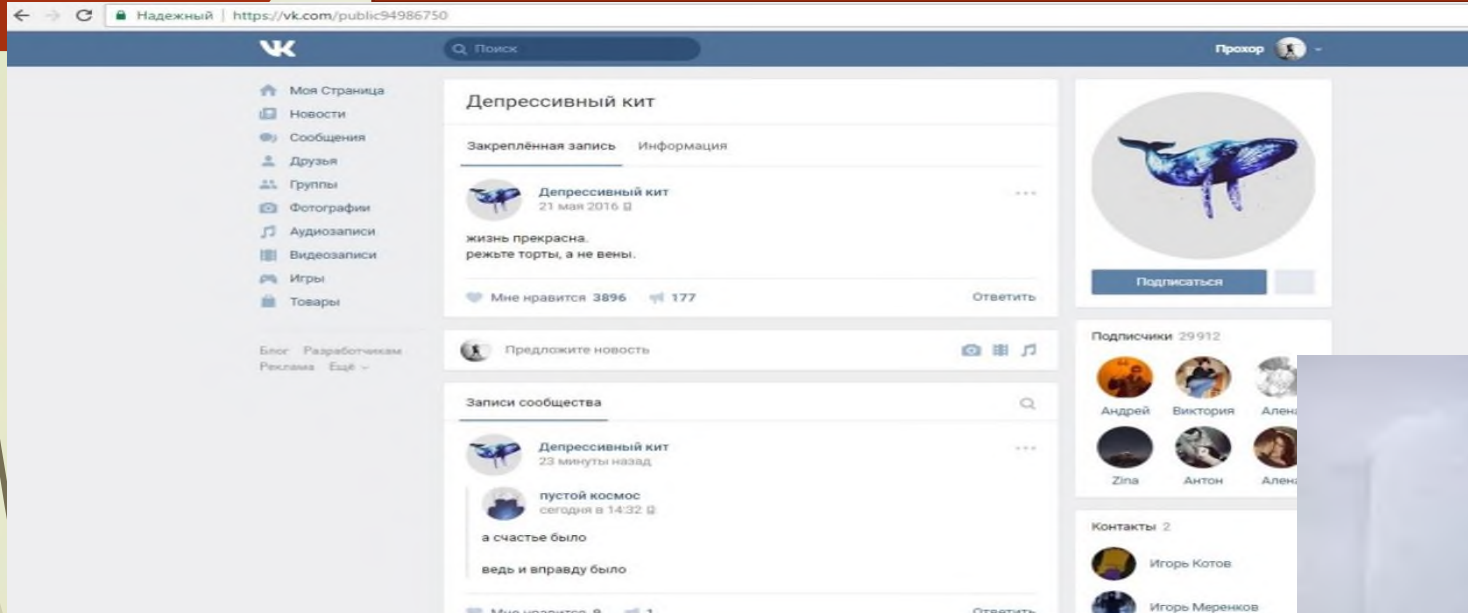 Надежный | https://vk.com/public94986750
Поиск
Прохор
Моя Страница
Новости
Сообщения
Друзья
Группы
Фотографии
Аудиозаписи
Видеозаписи
Игры
Товары
Блог Разработчикам
Реклама Ещё
Депрессивный кит
Закреплённая запись Информация
Депрессивный кит
21 мая 2016
жизнь прекрасна.
режьте торты, а не вены.
Мне нравится 3896 177 Ответить
Предложите новость
Записи сообщества
Депрессивный кит
23 минуты назад
пустой космос
сегодня в 14:32
а счастье было
ведь и вправду было
Мне нравится 9 1 Ответить
Подписаться
Подписчики 29 912
Андрей Виктория
Zina Антон
Контакты 2
Игорь Котов
Игорь Меренков